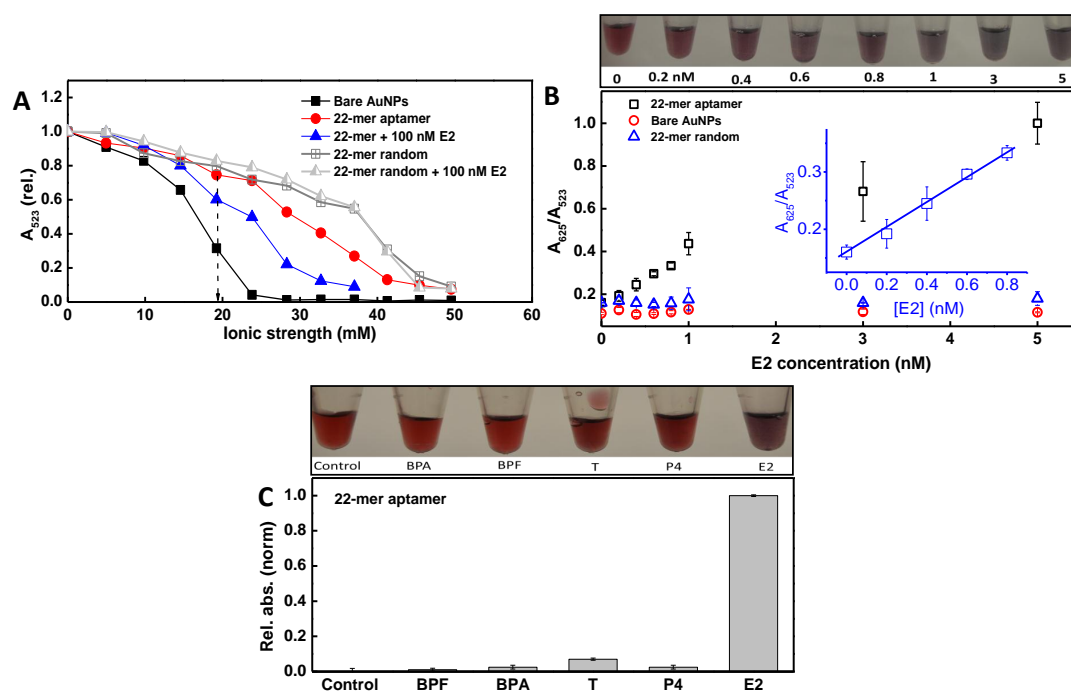 0 0.2 nM 0.4 0.6 0.8 1 3 5
A
Bare AuNPs
22-mer aptamer
22-mer + 100 nM E2
22-mer random
22-mer random + 100 nM E2
1.2
1.0
0.8
0.6
0.4
0.2
0.0
A523 (rel.)
0 10 20 30 40 50 60
Ionic strength (mM)
B
22-mer aptamer
Bare AuNPs
22-mer random
1.0
0.8
0.6
0.4
0.2
A625/A523
0 1 2 3 4 5
E2 concentration (nM)
A625/A523
0.3
0.2
0.0 0.2 0.4 0.6 0.8
[E2] (nM)
Control BPA BPF T P4 E2
C
22-mer aptamer
1.0
0.8
0.6
0.4
0.2
0.0
Rel. abs. (norm)
Control BPF BPA T P4 E2